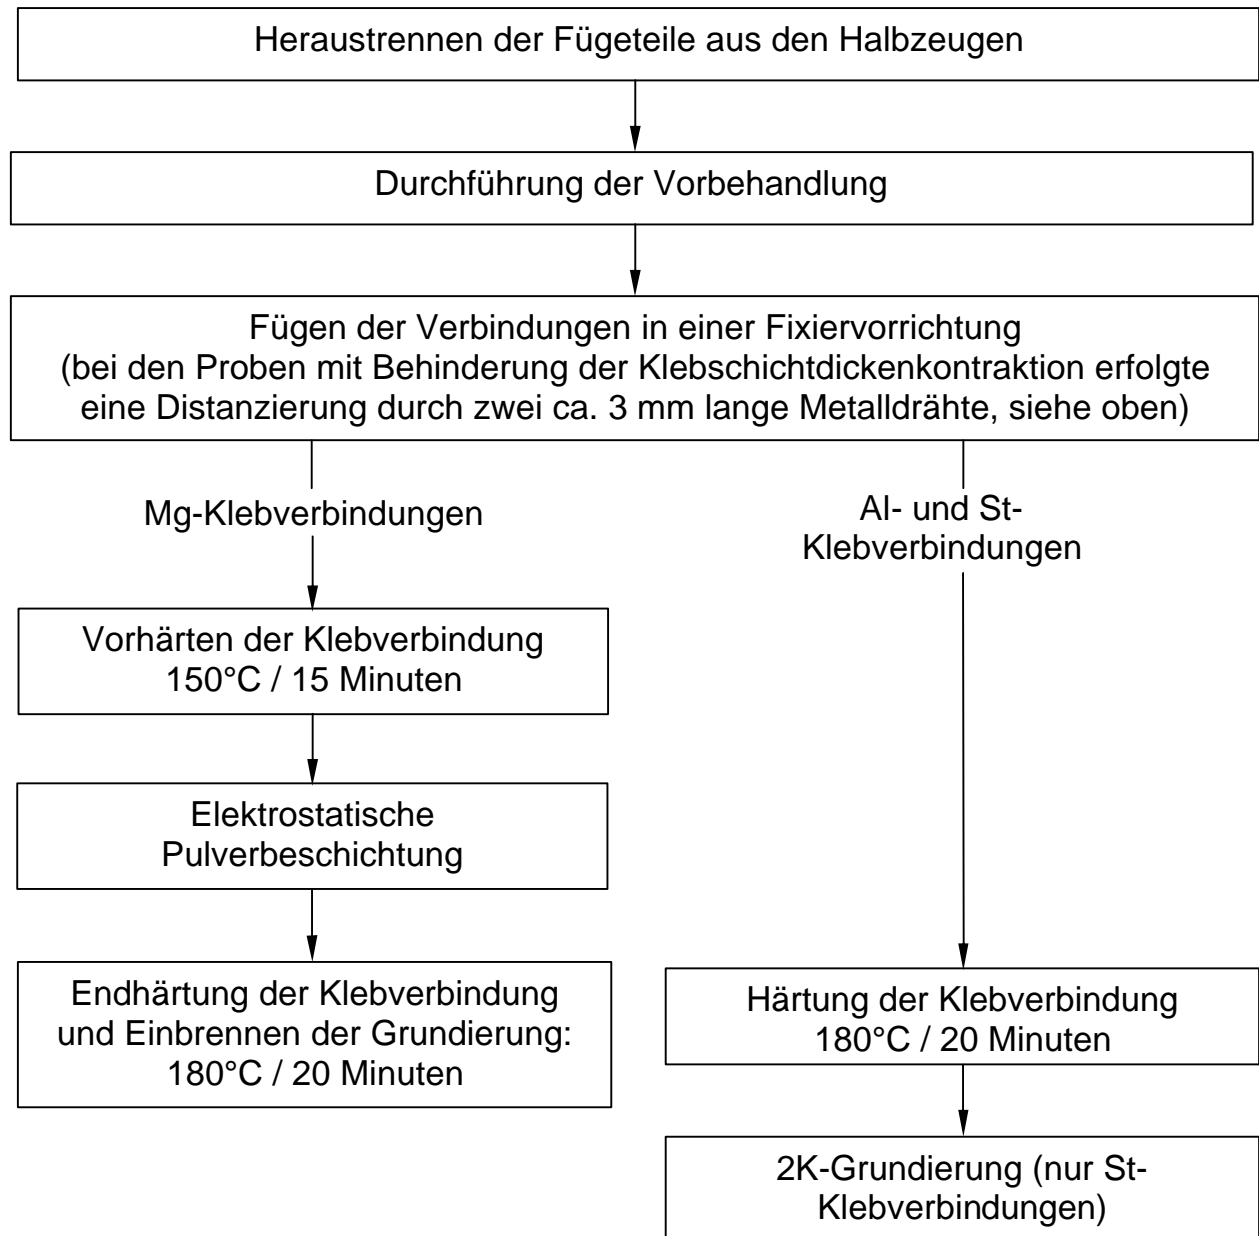 Heraustrennen der Fügeteile aus den Halbzeugen
Durchführung der Vorbehandlung
Fügen der Verbindungen in einer Fixiervorrichtung
(bei den Proben mit Behinderung der Klebschichtdickenkontraktion erfolgte
eine Distanzierung durch zwei ca. 3 mm lange Metalldrähte, siehe oben)
Mg-Klebverbindungen
Vorhärten der Klebverbindung
150°C / 15 Minuten
Elektrostatische
Pulverbeschichtung
Endhärtung der Klebverbindung
und Einbrennen der Grundierung:
180°C / 20 Minuten
Al- und St-
Klebverbindungen
Härtung der Klebverbindung
180°C / 20 Minuten
2K-Grundierung (nur St-
Klebverbindungen)